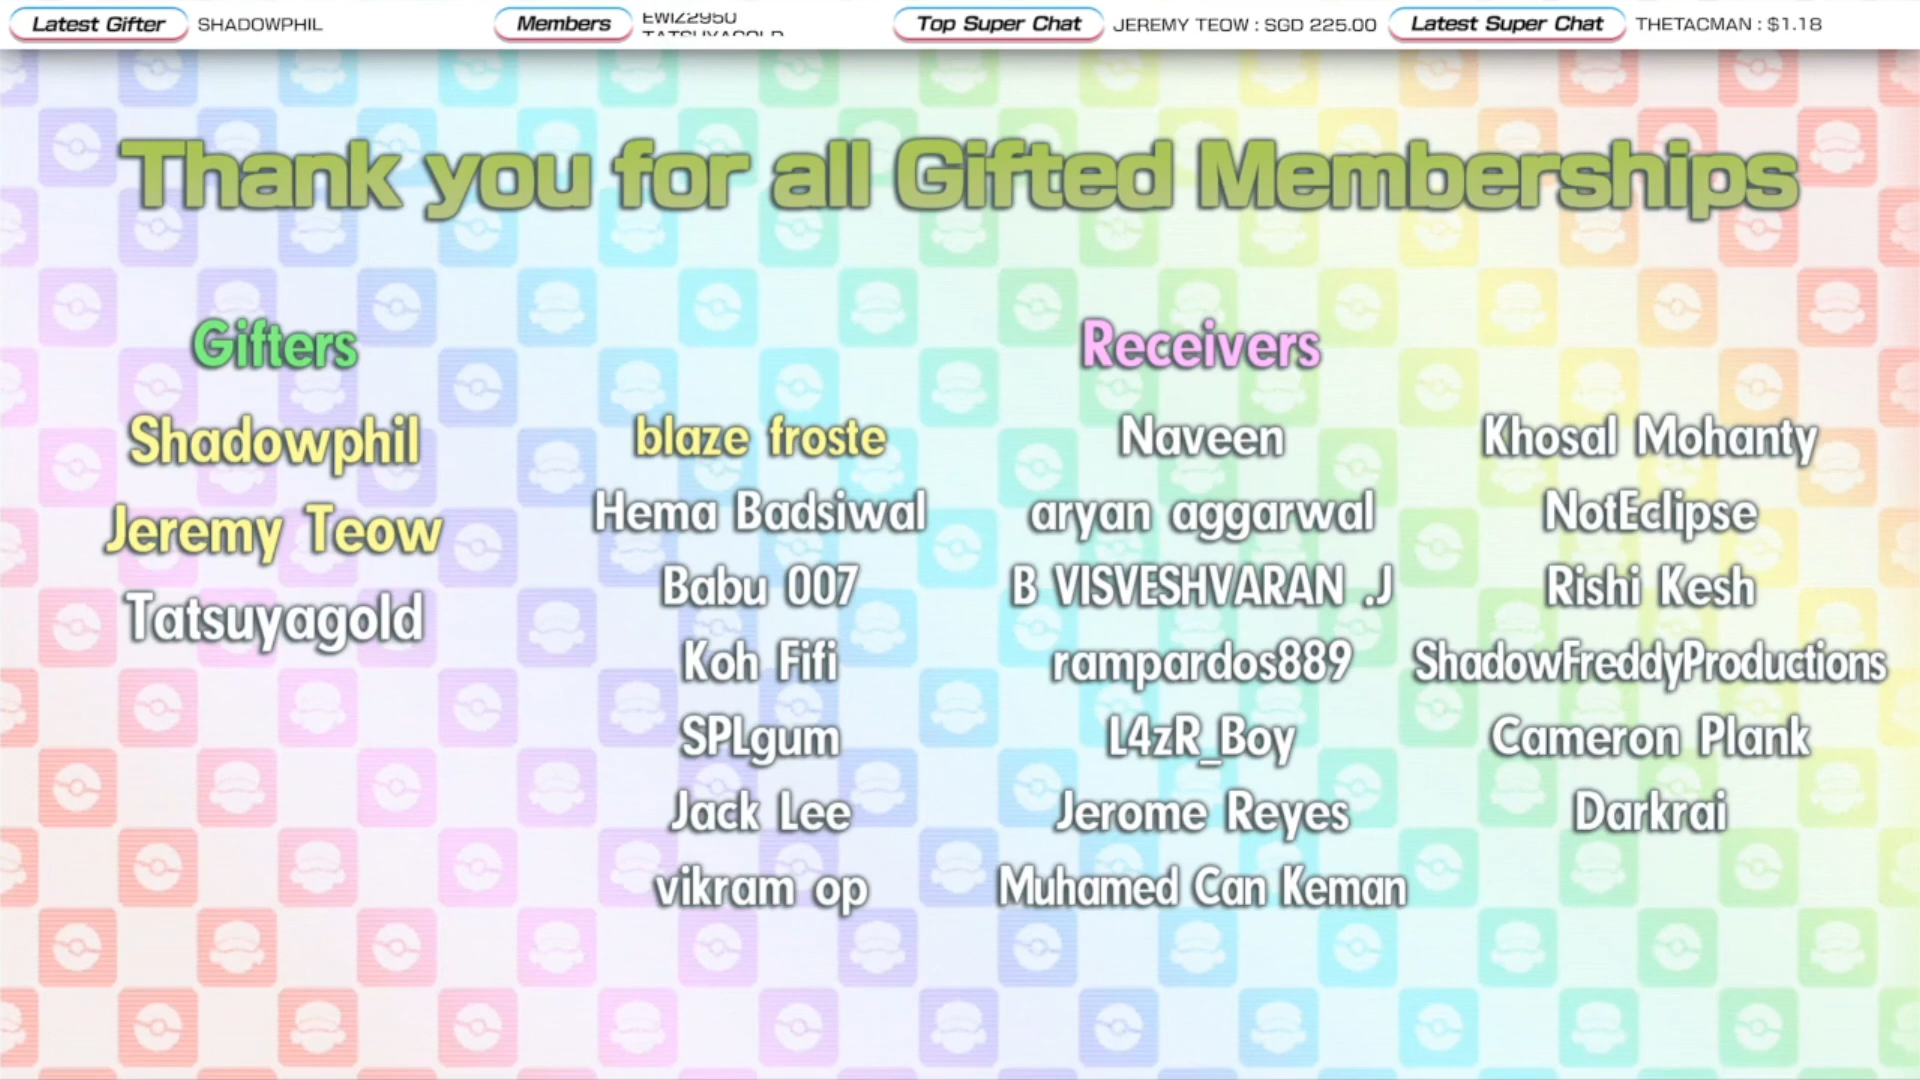 Latest Gifter SHADOWPHIL Members EWIZ2950 TATSUYAGOLD Top Super Chat JEREMY TEOW : SGD 225.00 Latest Super Chat THETACMAN : $1.18
Thank you for all Gifted Memberships
Gifters
Shadowphil
Jeremy Teow
Tatsuyagold
Receivers
blaze froste Naveen Khosal Mohanty
Hema Badsiwal aryan aggarwal NotEclipse
Babu 007 B VISVESHVARAN .J Rishi Kesh
Koh Fifi rampardos889 ShadowFreddyProductions
SPLgum L4zR_Boy Cameron Plank
Jack Lee Jerome Reyes Darkrai
vikram op Muhamed Can Keman